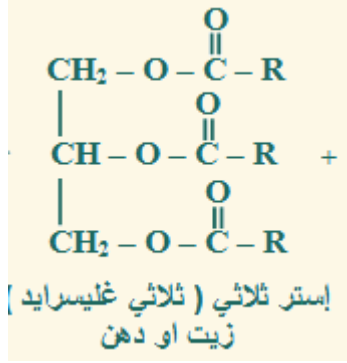 O
CH₂ – O – C – R
O
CH – O – C – R +
O
CH₂ – O – C – R
إستر ثلاثي ( ثلاثي غليسرايد )
زيت او دهن